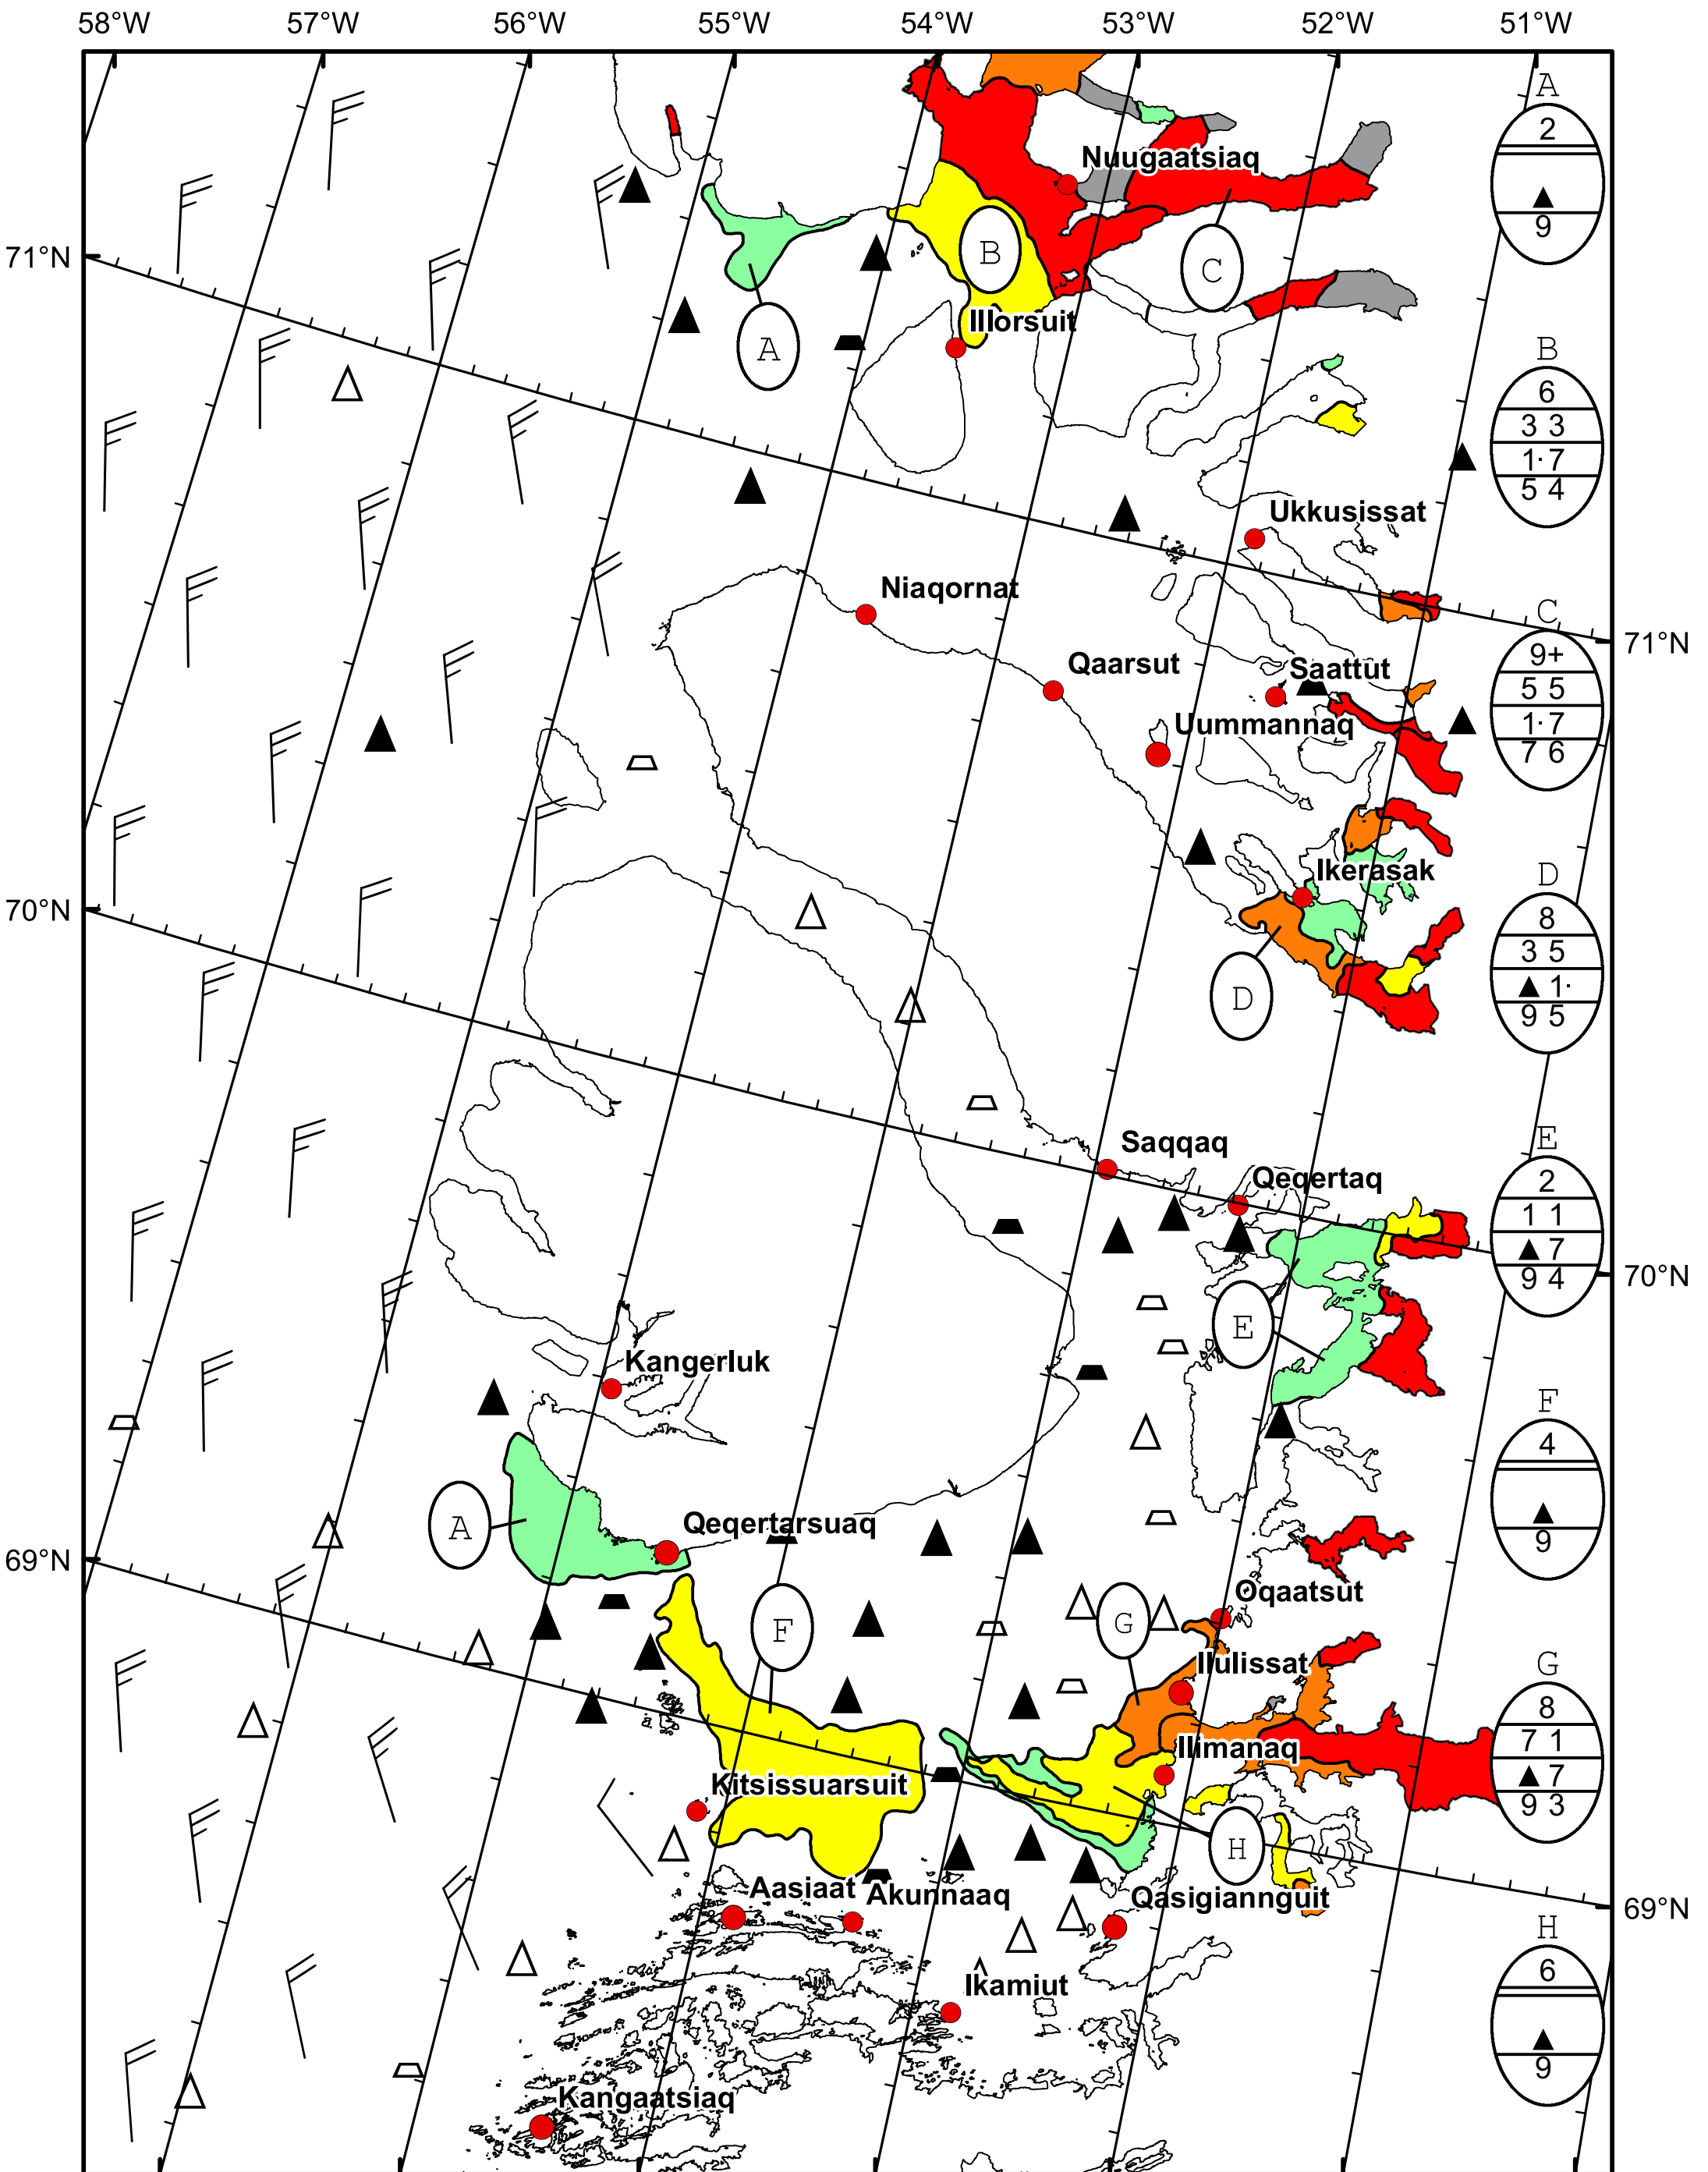 58°W 57°W 56°W 55°W 54°W 53°W 52°W 51°W
A
2
9
Nuugaatsiaq
71°N
B
C
A
Illorsuit
B
6
3 3
1· 7
5 4
Ukkusissat
Niaqornat
C
9+
5 5
1· 7
7 6
71°N
Qaarsut
Saattut
Uummannaq
Ikerasak
D
8
3 5
1·
9 5
70°N
D
Saqqaq
Qeqertaq
E
2
1 1
7
9 4
70°N
E
Kangerluk
F
4
9
A
Qeqertarsuaq
69°N
Oqaatsut
F
G
Ilulissat
G
8
7 1
7
9 3
Ilimanaq
Kitsissuarsuit
H
Aasiaat
Akunnaaq
Qasigiannguit
69°N
H
6
9
Ikamiut
Kangaatsiaq